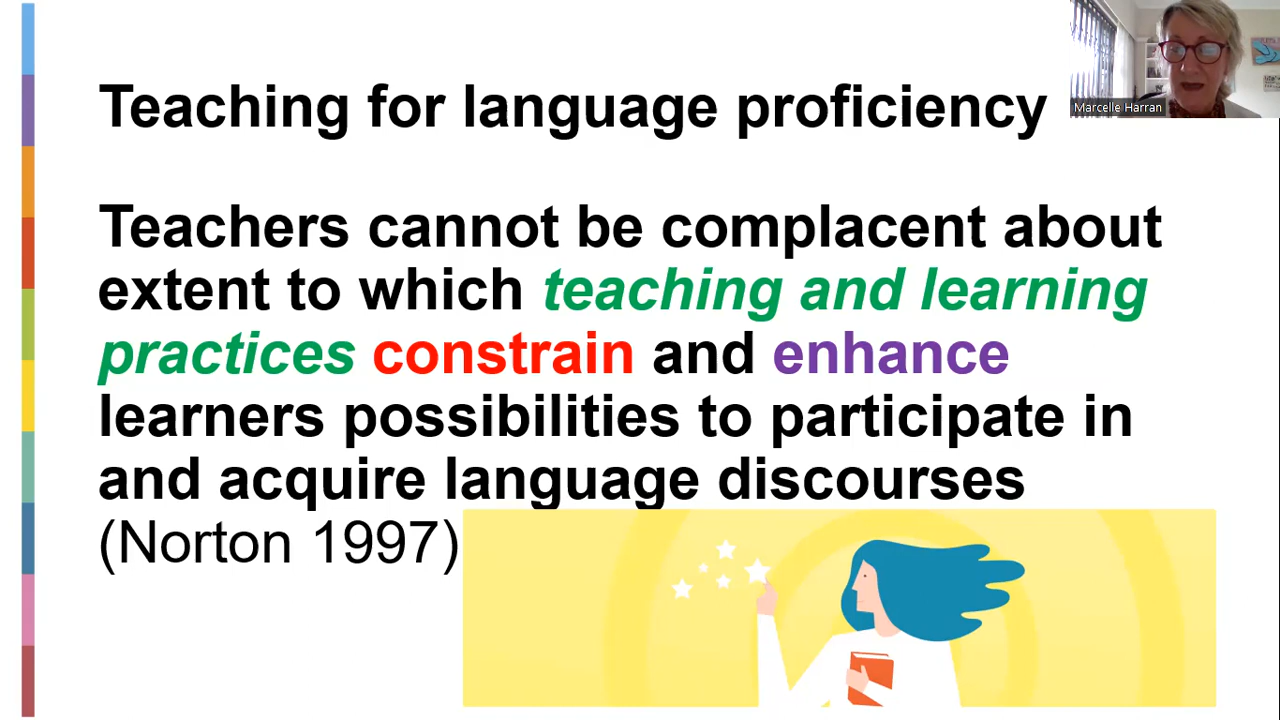 Teaching for language proficiency
Marcelle Harran
Teachers cannot be complacent about
extent to which teaching and learning
practices constrain and enhance
learners possibilities to participate in
and acquire language discourses
(Norton 1997)